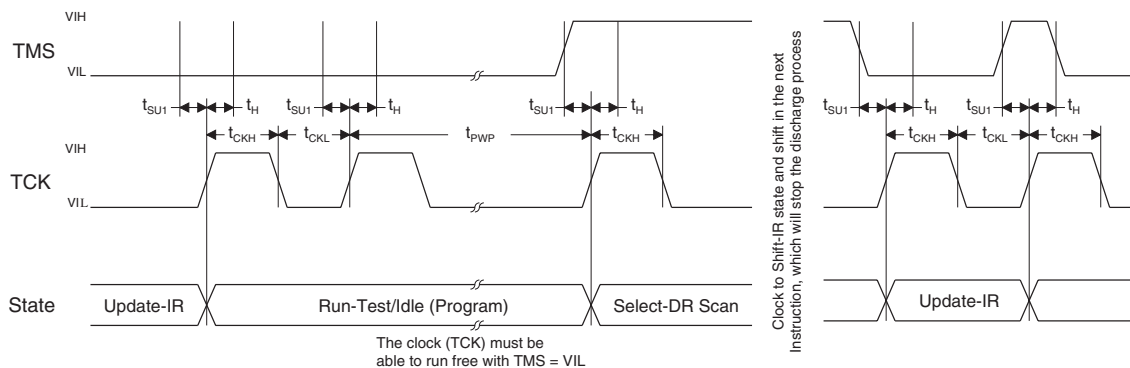 VIH
TMS
VIL
tSU1 tH tSU1 tH tSU1 tH tSU1 tH tSU1 tH
tCKH tCKL tPWP tCKH tCKH tCKL tCKH
VIH
TCK
VIL
State
Update-IR Run-Test/Idle (Program) Select-DR Scan Update-IR
The clock (TCK) must be
able to run free with TMS = VIL
Clock to Shift-IR state and shift in the next
Instruction, which will stop the discharge process